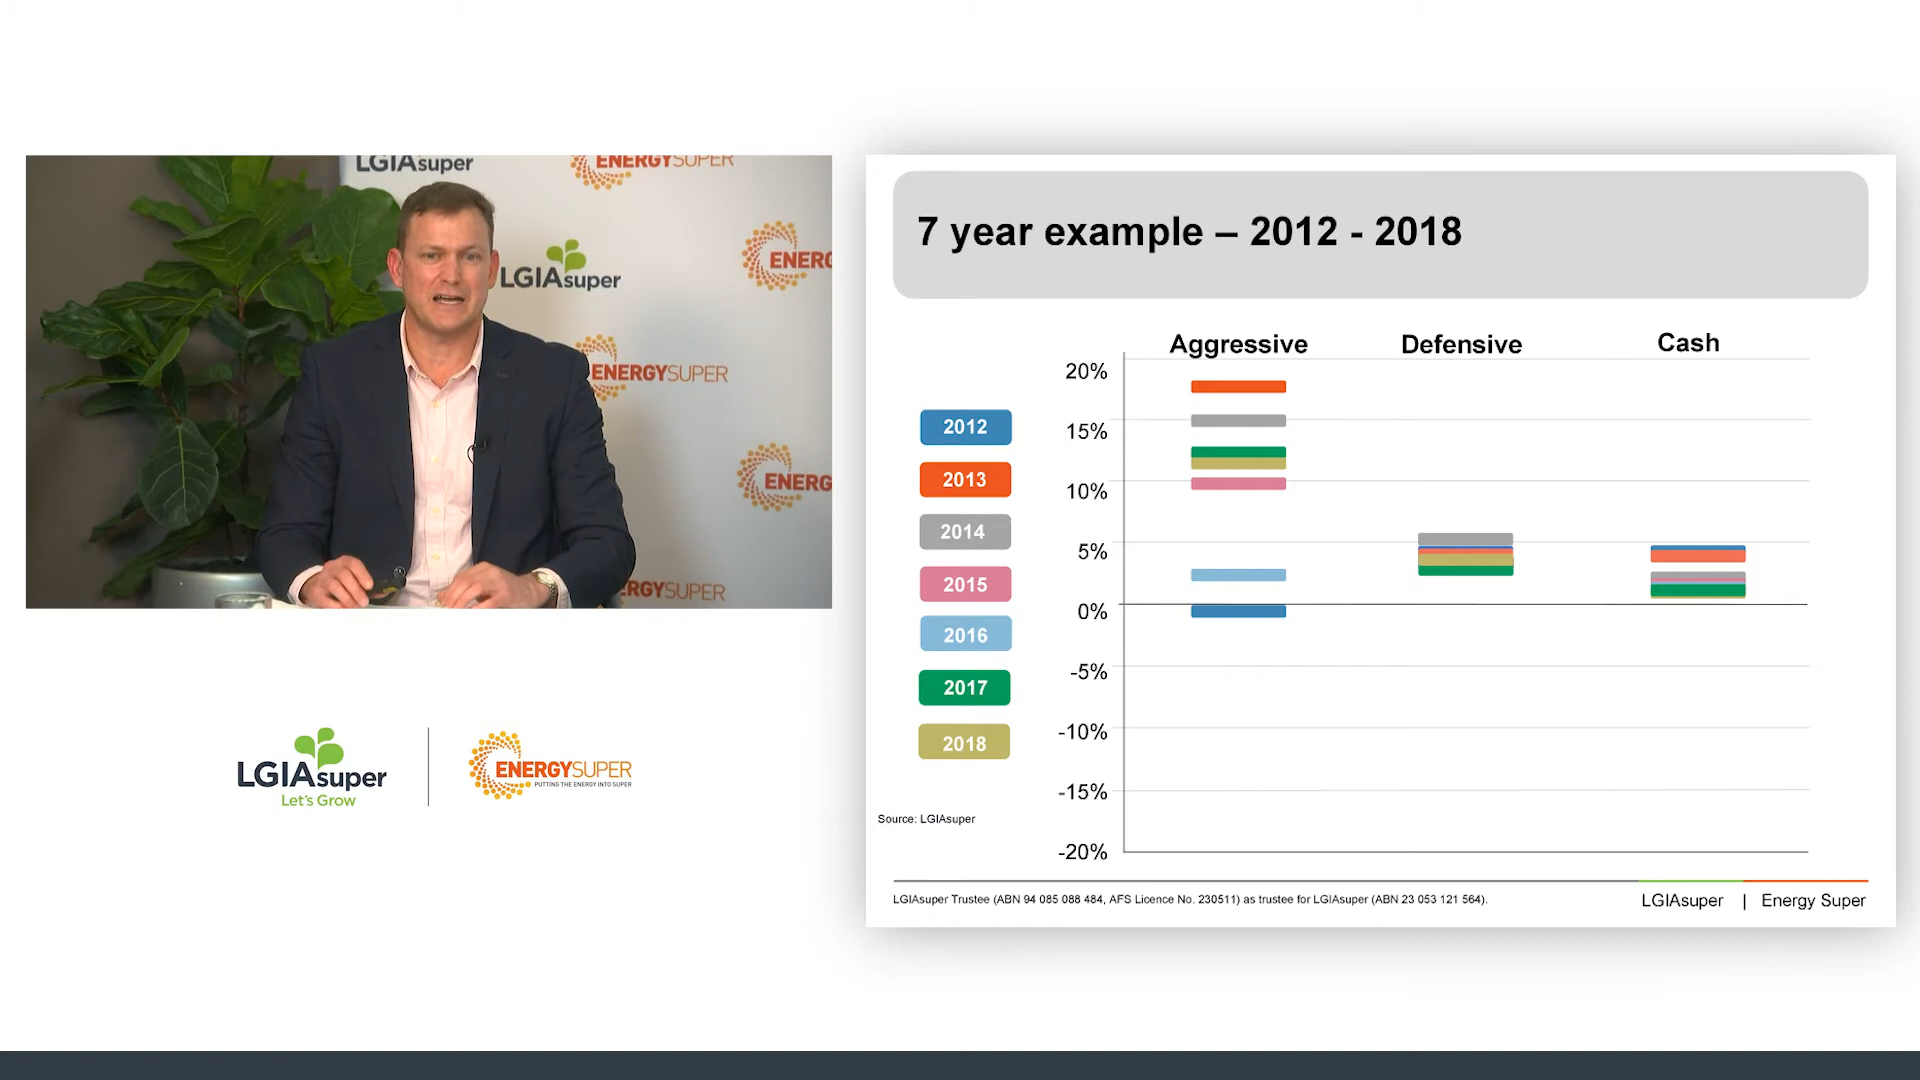 LGIAsuper
ENERGYSUPER
LGIAsuper
ENERG
ENERGYSUPER
ENERG
RGYSUPER
LGIAsuper
Let's Grow
ENERGYSUPER
PUTTING THE ENERGY INTO SUPER
7 year example – 2012 - 2018
Aggressive Defensive Cash
20%
15%
10%
5%
0%
-5%
-10%
-15%
-20%
2012
2013
2014
2015
2016
2017
2018
Source: LGIAsuper
LGIAsuper Trustee (ABN 94 085 088 484, AFS Licence No. 230511) as trustee for LGIAsuper (ABN 23 053 121 564).
LGIAsuper | Energy Super